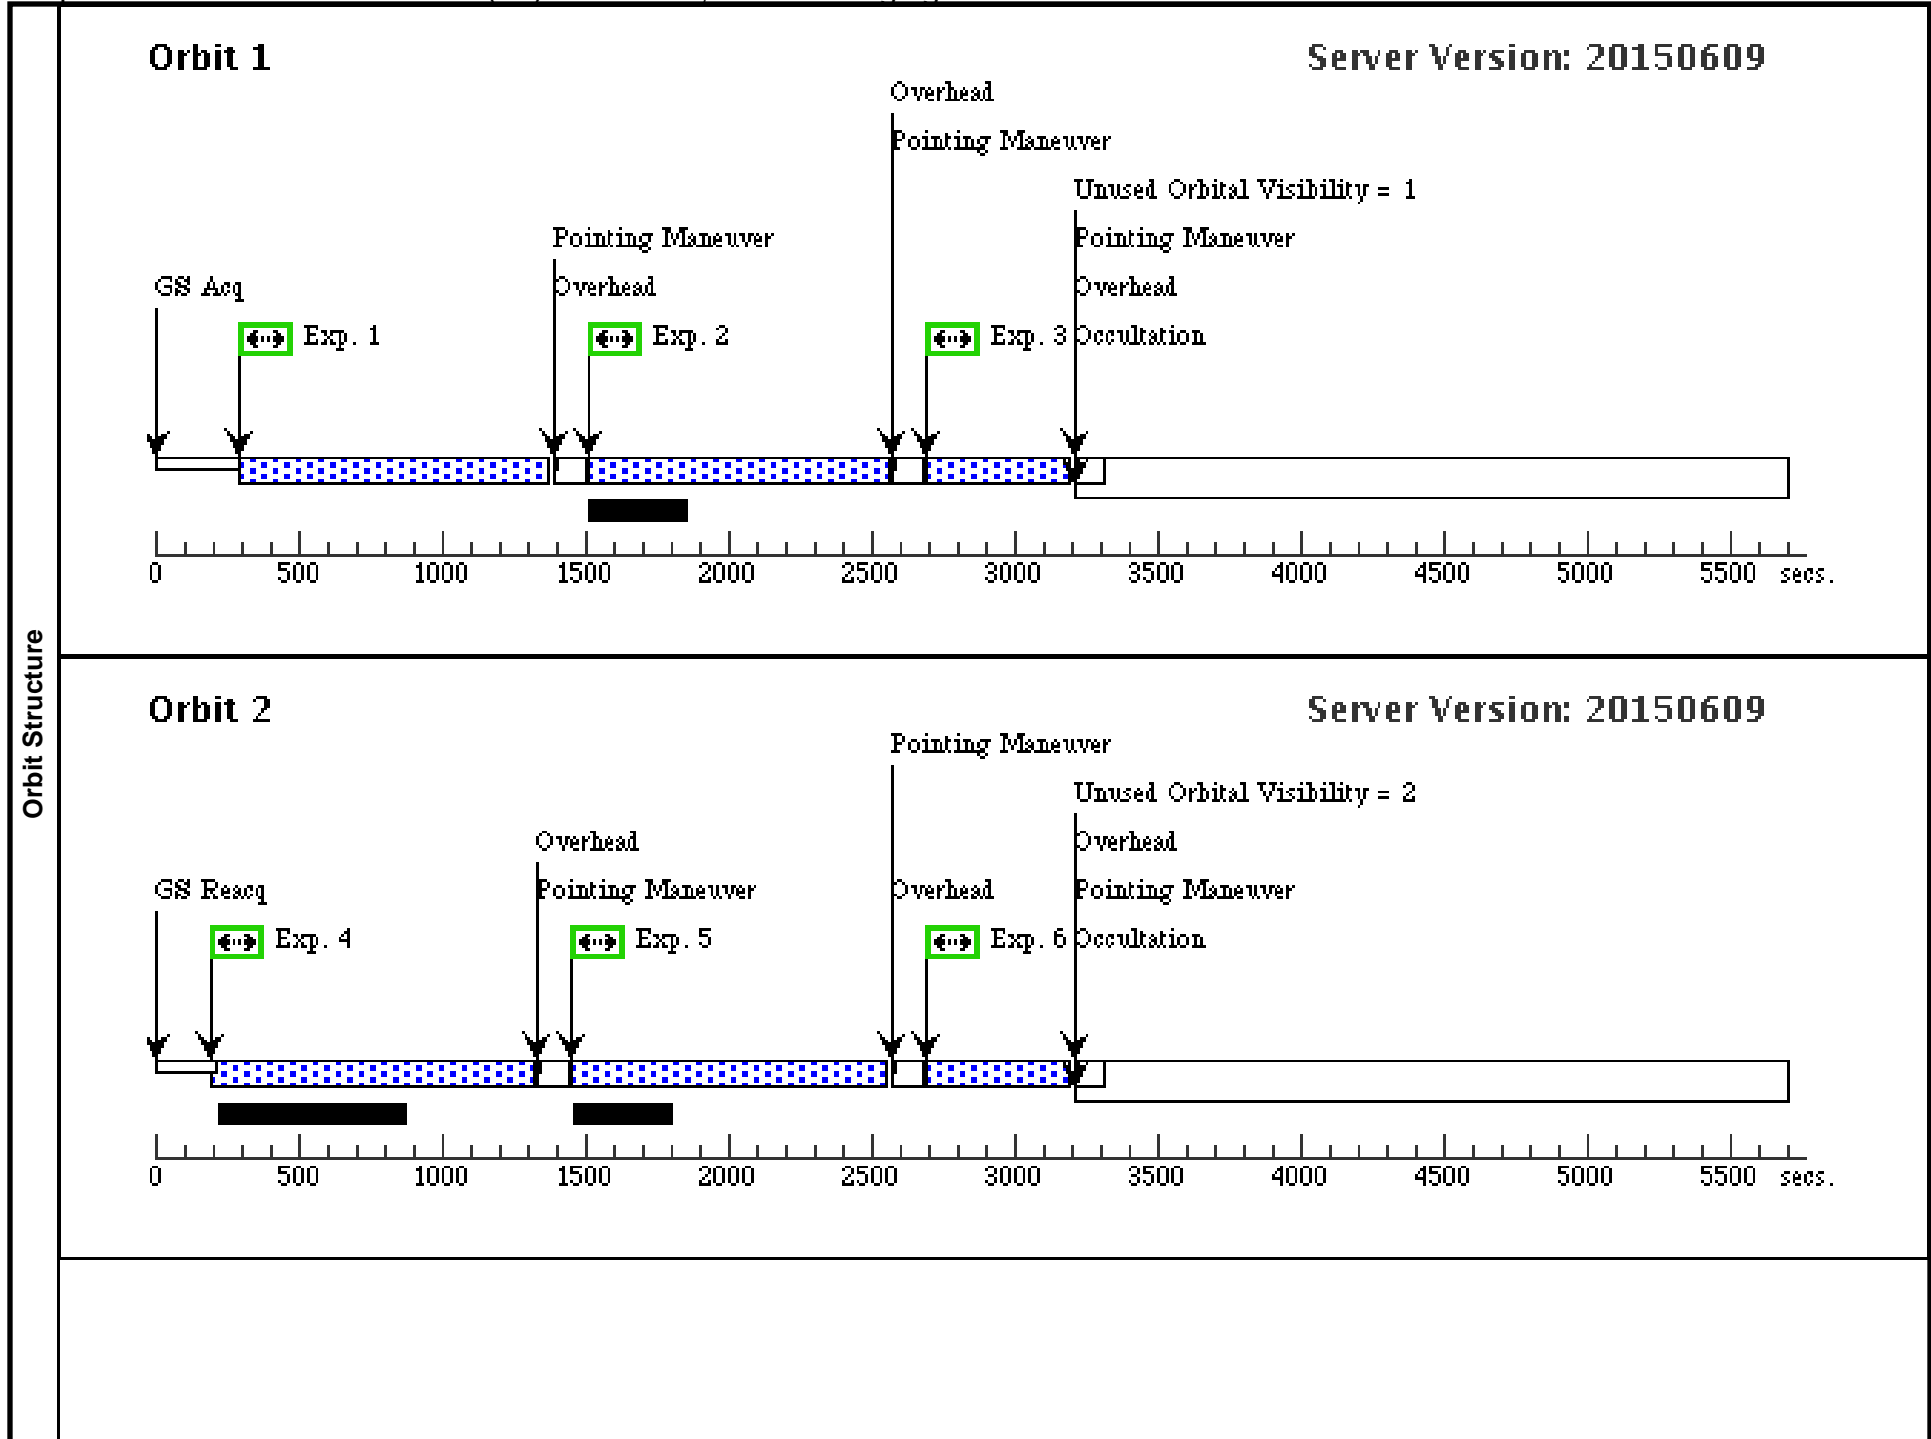 Orbit Structure
Orbit 1
Server Version: 20150609
Overhead
Pointing Maneuver
Unused Orbital Visibility = 1
Pointing Maneuver
Pointing Maneuver
GS Acq
Overhead
Overhead
Exp. 1
Exp. 2
Exp. 3
Occultation
0 500 1000 1500 2000 2500 3000 3500 4000 4500 5000 5500 secs.
Orbit 2
Server Version: 20150609
Pointing Maneuver
Unused Orbital Visibility = 2
Overhead
Overhead
GS Reacq
Pointing Maneuver
Overhead
Pointing Maneuver
Exp. 4
Exp. 5
Exp. 6
Occultation
0 500 1000 1500 2000 2500 3000 3500 4000 4500 5000 5500 secs.